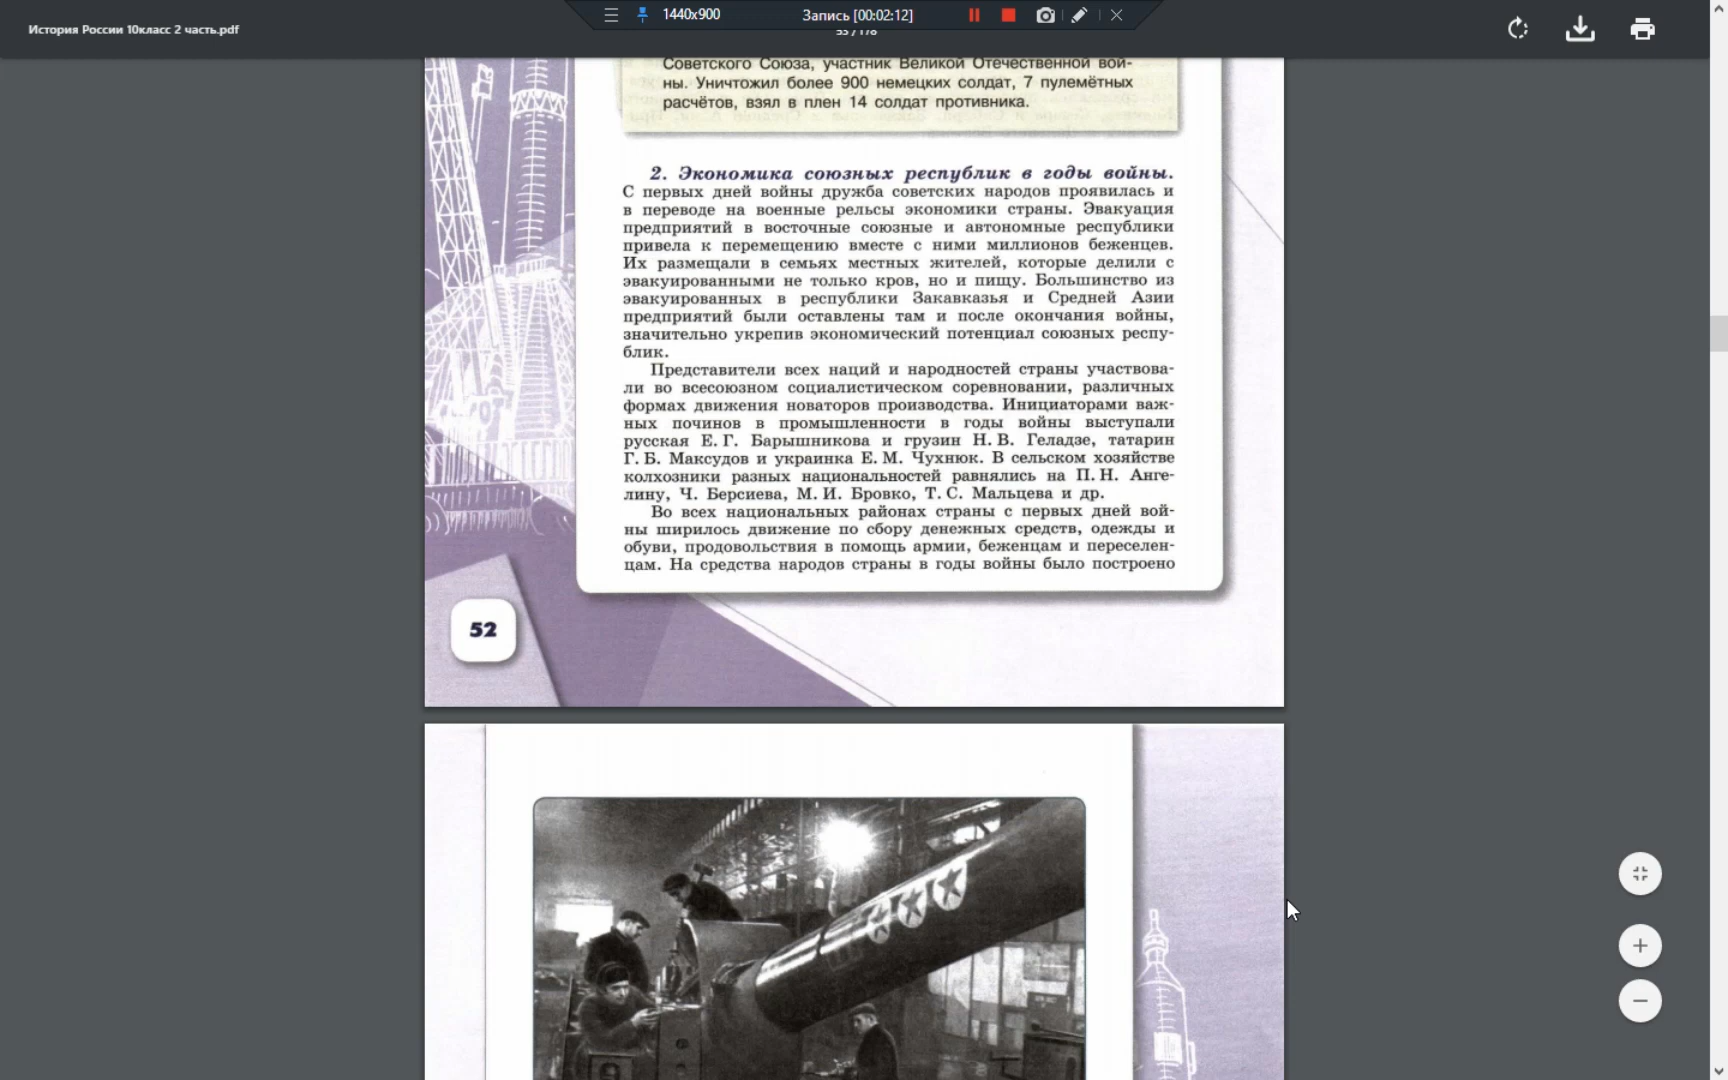 1440x900
Запись [00:02:12]
История России 10класс 2 часть.pdf
53 / 178
Советского Союза, участник Великой Отечественной вой-
ны. Уничтожил более 900 немецких солдат, 7 пулемётных
расчётов, взял в плен 14 солдат противника.
2. Экономика союзных республик в годы войны.
С первых дней войны дружба советских народов проявилась и
в переводе на военные рельсы экономики страны. Эвакуация
предприятий в восточные союзные и автономные республики
привела к перемещению вместе с ними миллионов беженцев.
Их размещали в семьях местных жителей, которые делили с
эвакуированными не только кров, но и пищу. Большинство из
эвакуированных в республики Закавказья и Средней Азии
предприятий были оставлены там и после окончания войны,
значительно укрепив экономический потенциал союзных респу-
блик.
Представители всех наций и народностей страны участвова-
ли во всесоюзном социалистическом соревновании, различных
формах движения новаторов производства. Инициаторами важ-
ных починов в промышленности в годы войны выступали
русская Е. Г. Барышникова и грузин Н. В. Геладзе, татарин
Г. Б. Максудов и украинка Е. М. Чухнюк. В сельском хозяйстве
колхозники разных национальностей равнялись на П. Н. Анге-
лину, Ч. Берсиева, М. И. Бровко, Т. С. Мальцева и др.
Во всех национальных районах страны с первых дней вой-
ны ширилось движение по сбору денежных средств, одежды и
обуви, продовольствия в помощь армии, беженцам и переселен-
цам. На средства народов страны в годы войны было построено
52